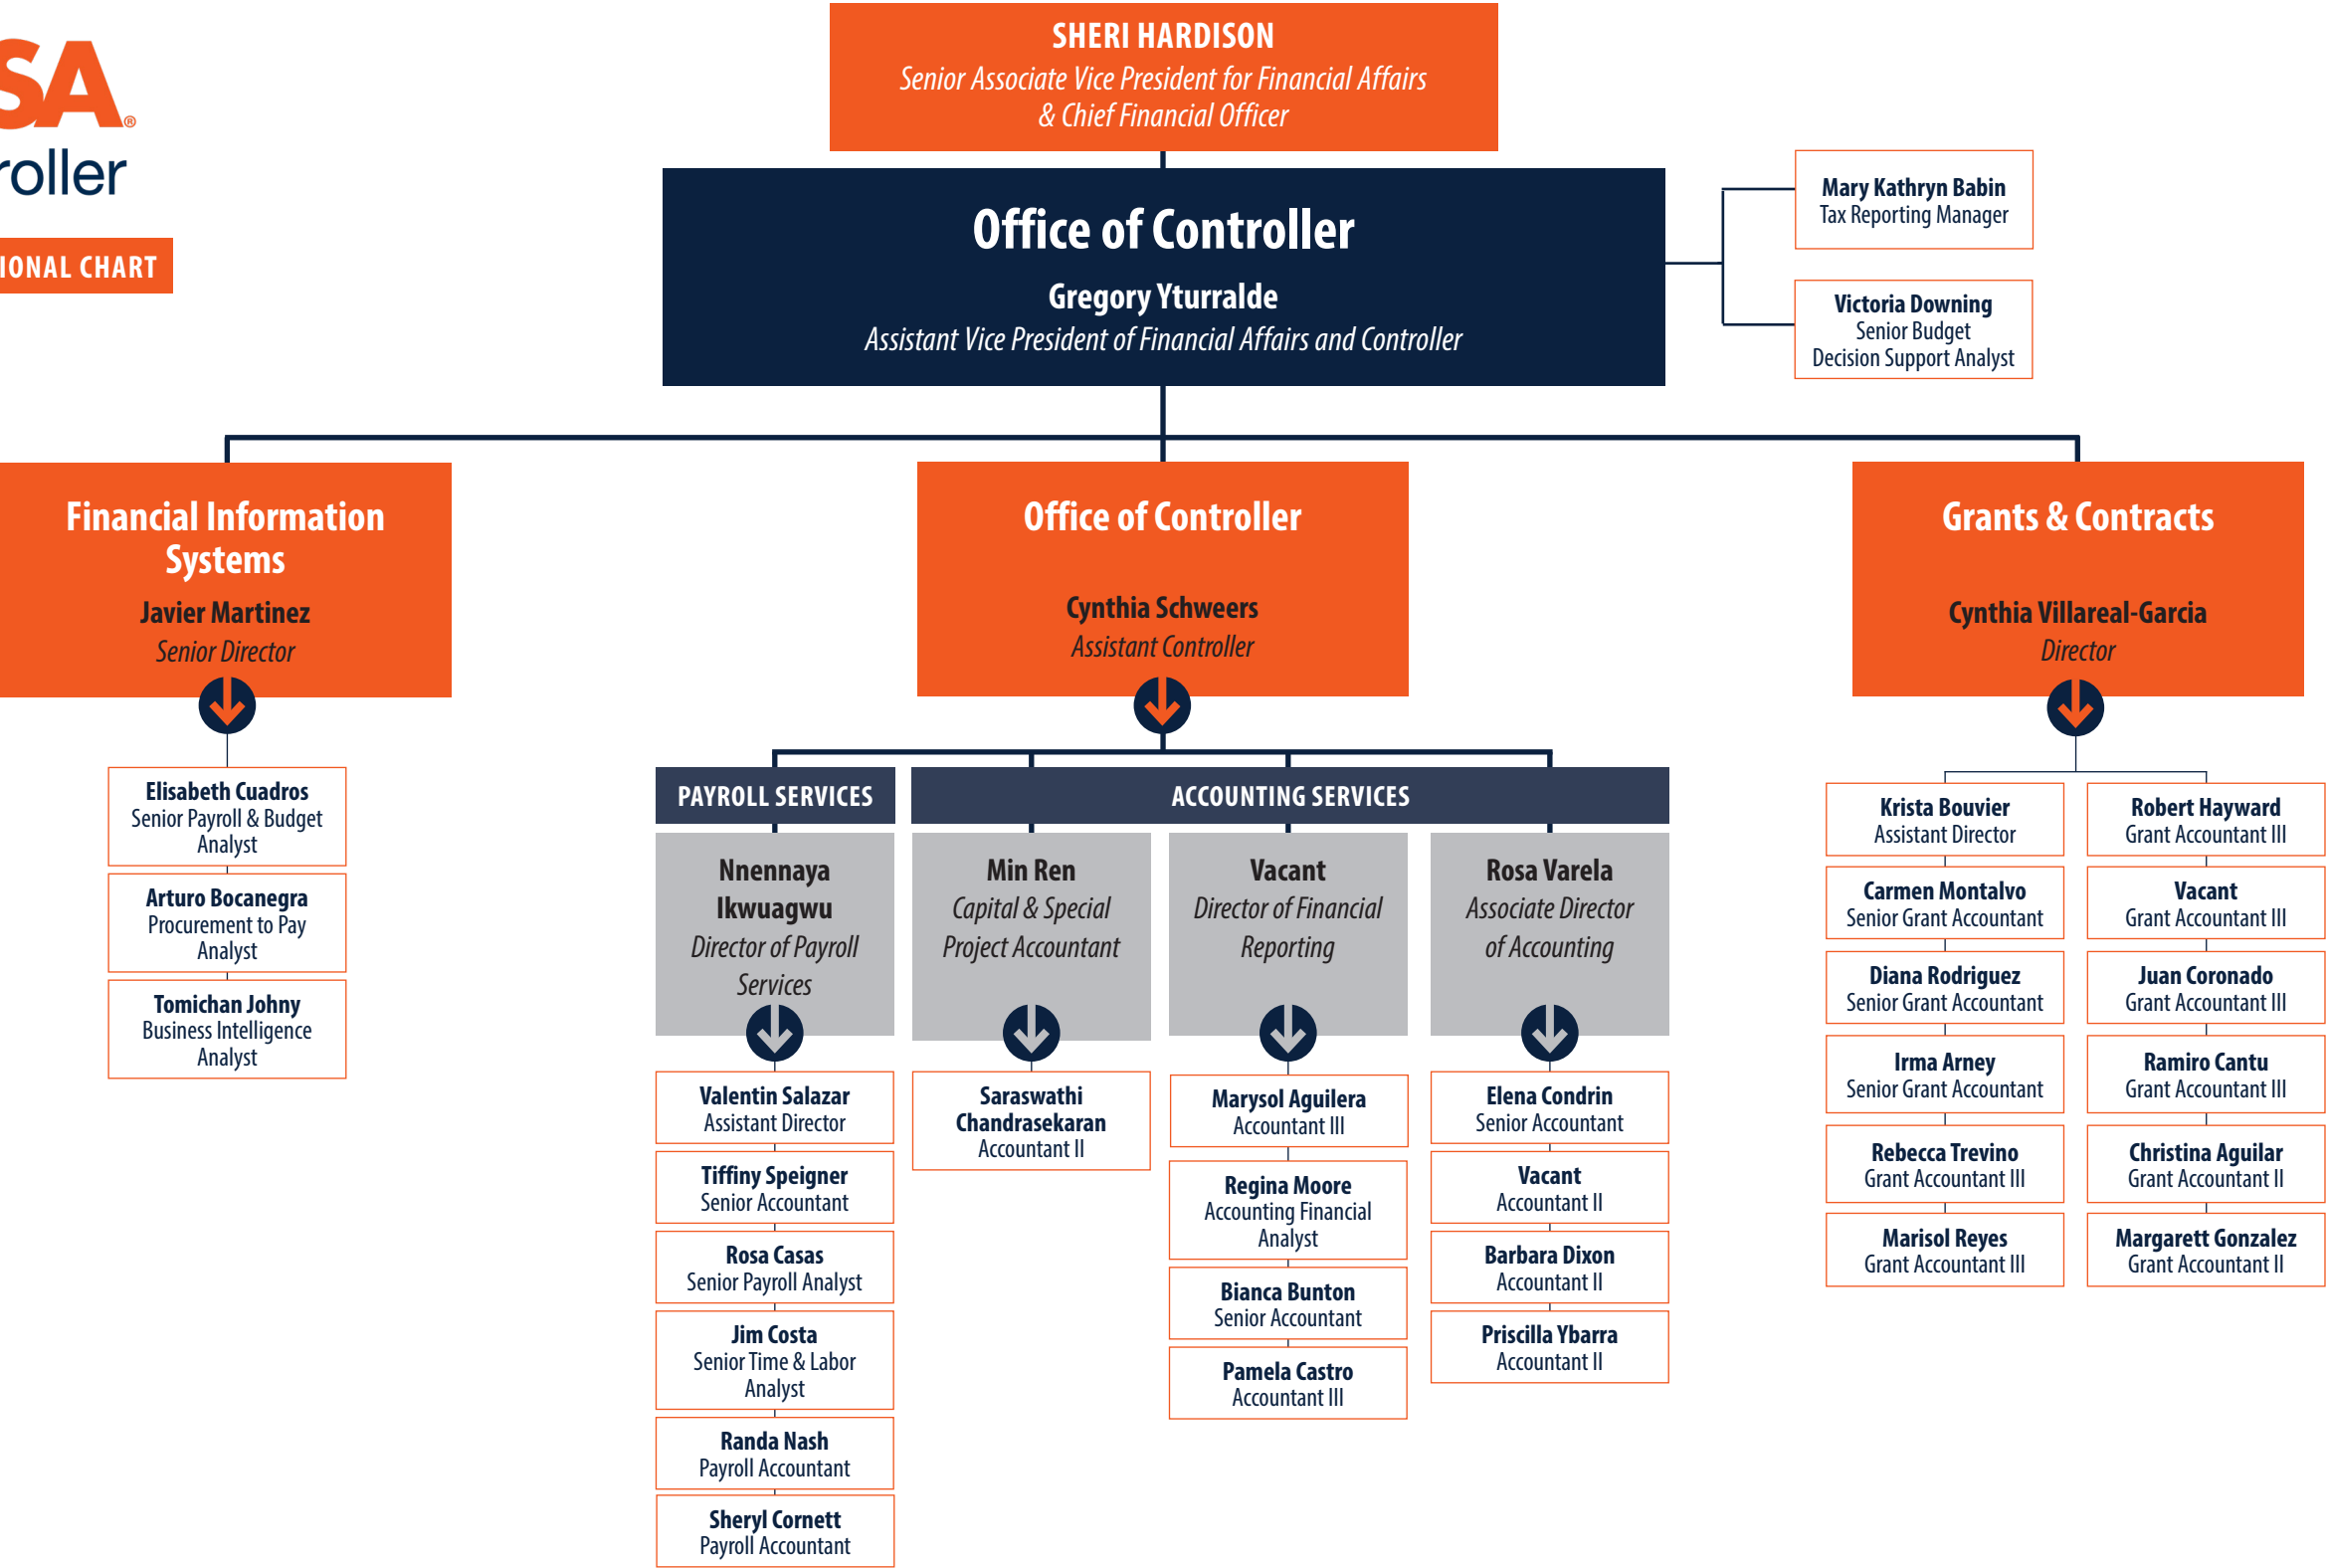 SA®
roller
IONAL CHART
SHERI HARDISON
Senior Associate Vice President for Financial Affairs
& Chief Financial Officer
Office of Controller
Gregory Yturralde
Assistant Vice President of Financial Affairs and Controller
Mary Kathryn Babin
Tax Reporting Manager
Victoria Downing
Senior Budget
Decision Support Analyst
Financial Information
Systems
Javier Martinez
Senior Director
Office of Controller
Cynthia Schweers
Assistant Controller
Grants & Contracts
Cynthia Villareal-Garcia
Director
Elisabeth Cuadros
Senior Payroll & Budget
Analyst
Arturo Bocanegra
Procurement to Pay
Analyst
Tomichan Johny
Business Intelligence
Analyst
PAYROLL SERVICES
ACCOUNTING SERVICES
Nnennaya
Ikwuagwu
Director of Payroll
Services
Valentin Salazar
Assistant Director
Tiffiny Speigner
Senior Accountant
Rosa Casas
Senior Payroll Analyst
Jim Costa
Senior Time & Labor
Analyst
Randa Nash
Payroll Accountant
Sheryl Cornett
Payroll Accountant
Min Ren
Capital & Special
Project Accountant
Saraswathi
Chandrasekaran
Accountant II
Vacant
Director of Financial
Reporting
Marysol Aguilera
Accountant III
Regina Moore
Accounting Financial
Analyst
Bianca Bunton
Senior Accountant
Pamela Castro
Accountant III
Rosa Varela
Associate Director
of Accounting
Elena Condrin
Senior Accountant
Vacant
Accountant II
Barbara Dixon
Accountant II
Priscilla Ybarra
Accountant II
Krista Bouvier
Assistant Director
Carmen Montalvo
Senior Grant Accountant
Diana Rodriguez
Senior Grant Accountant
Irma Arney
Senior Grant Accountant
Rebecca Trevino
Grant Accountant III
Marisol Reyes
Grant Accountant III
Robert Hayward
Grant Accountant III
Vacant
Grant Accountant III
Juan Coronado
Grant Accountant III
Ramiro Cantu
Grant Accountant III
Christina Aguilar
Grant Accountant II
Margarett Gonzalez
Grant Accountant II